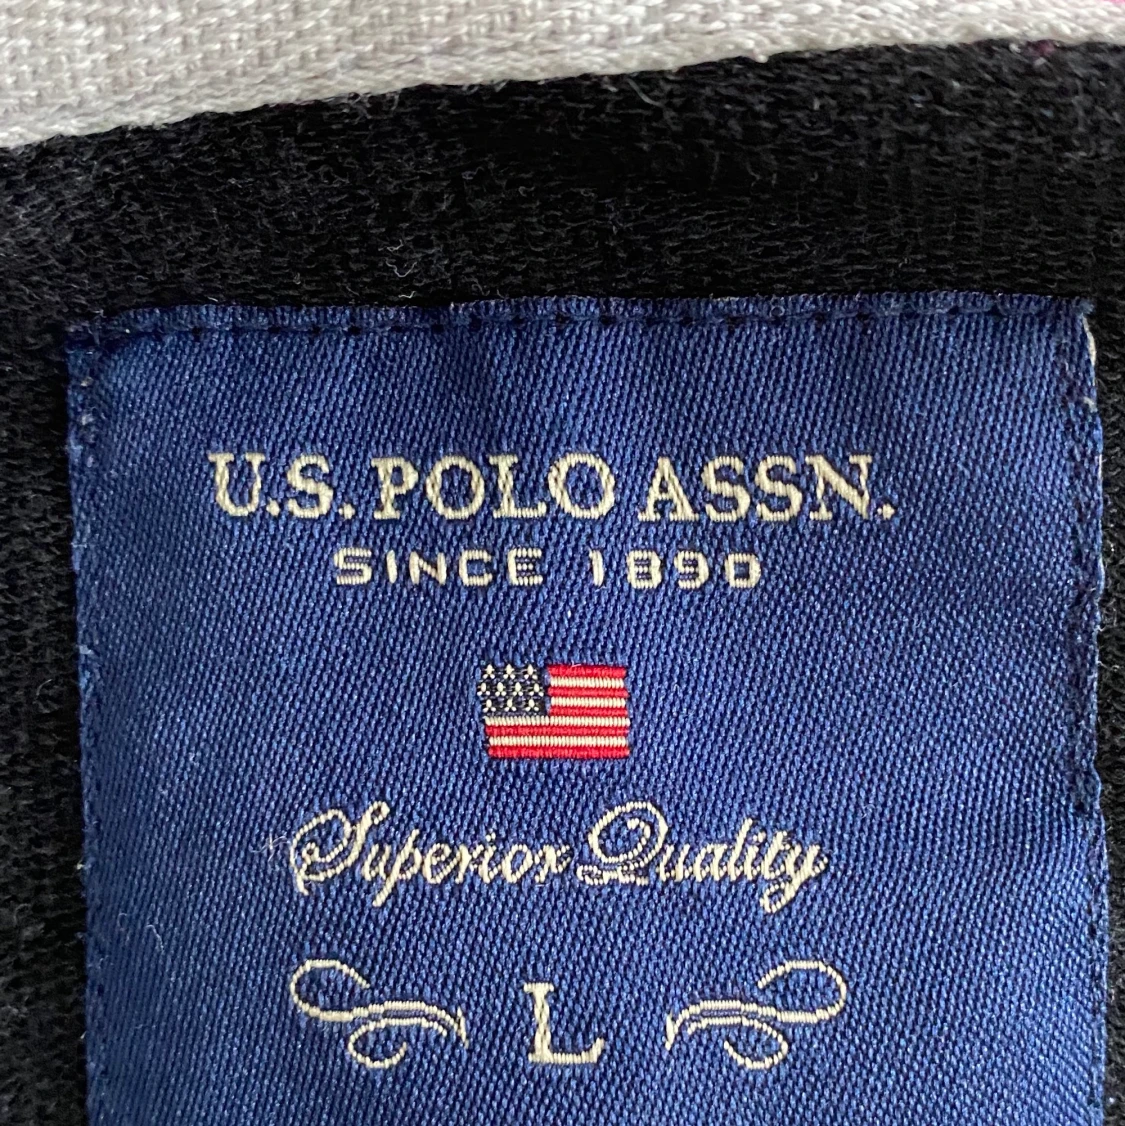 U.S. POLO ASSN.
SINCE 1890
Superior Quality
L